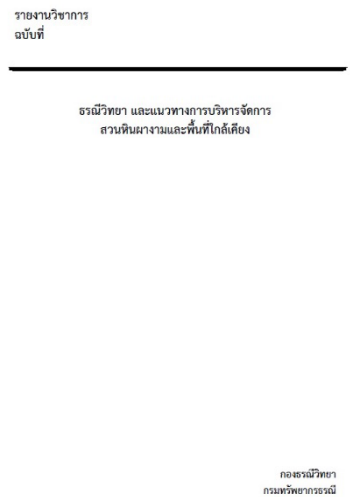 รายงานวิชาการ
ฉบับที่
ธรณีวิทยา และแนวทางการบริหารจัดการ
สวนหินผางามและพื้นที่ใกล้เคียง
กองธรณีวิทยา
กรมทรัพยากรธรณี